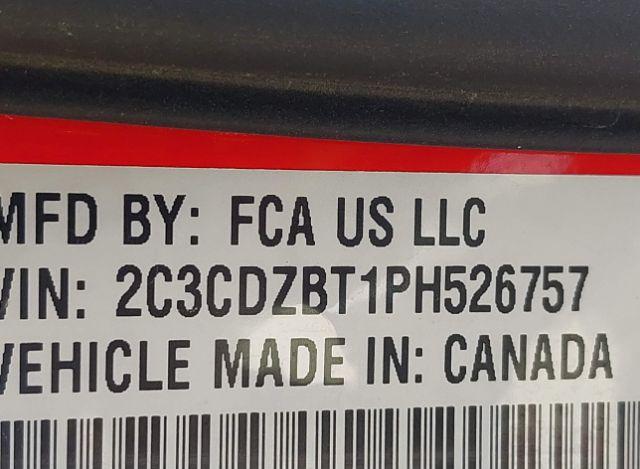 MFD BY: FCA US LLC
VIN: 2C3CDZBT1PH526757
VEHICLE MADE IN: CANADA